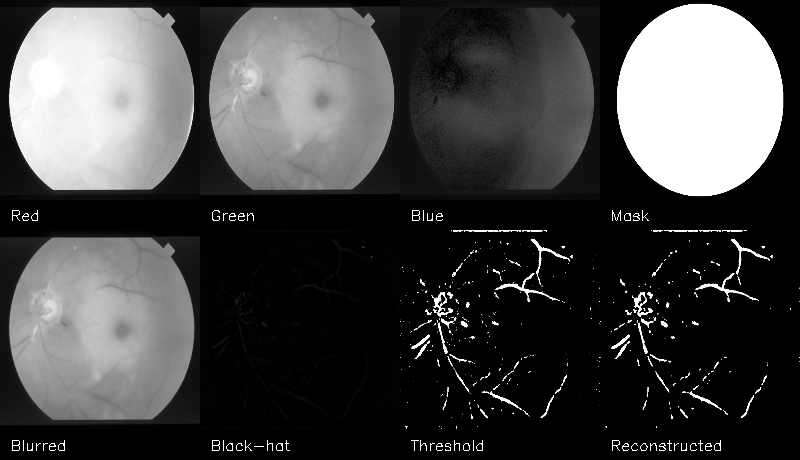 Red
Green
Blue
Mask
Blurred
Black-hat
Threshold
Reconstructed